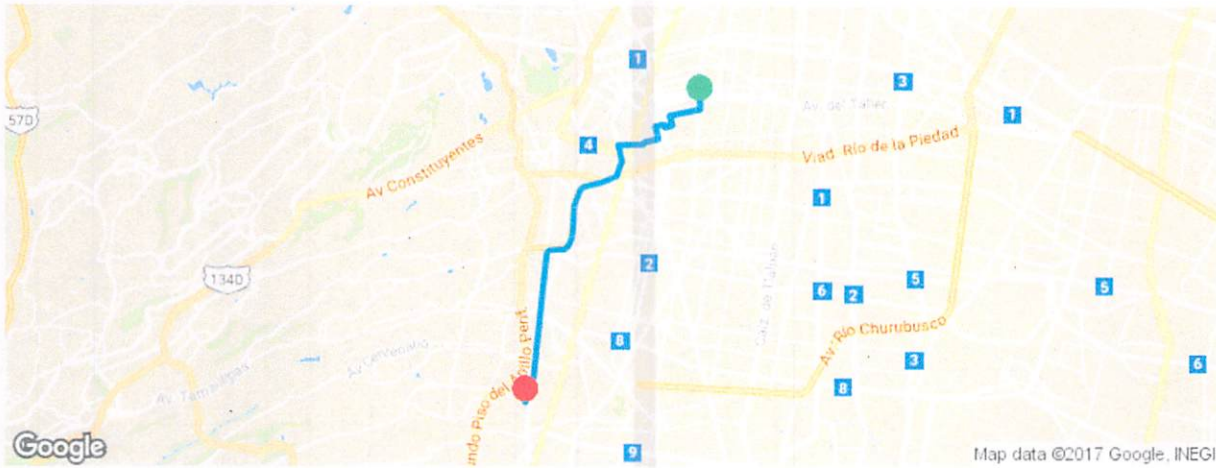 1
3
570
Av. del Taller
1
4
Viad. Río de la Piedad
Av Constituyentes
1
2
1340
5
6
2
5
Av. Río Churubusco
8
3
6
Av. Tamaulipas
8
Google
9
Map data ©2017 Google, INEGI